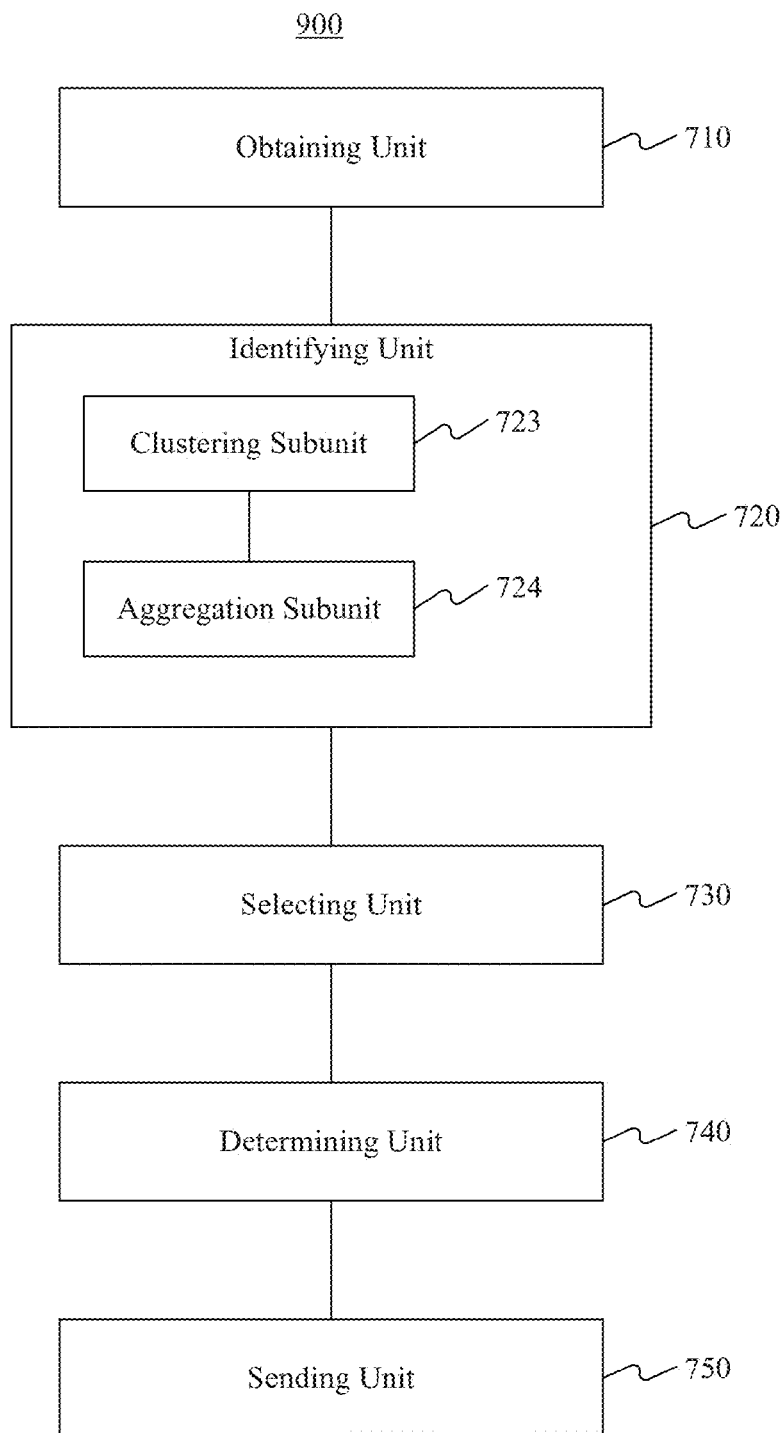 900
Obtaining Unit
710
Identifying Unit
Clustering Subunit
723
720
Aggregation Subunit
724
Selecting Unit
730
Determining Unit
740
Sending Unit
750